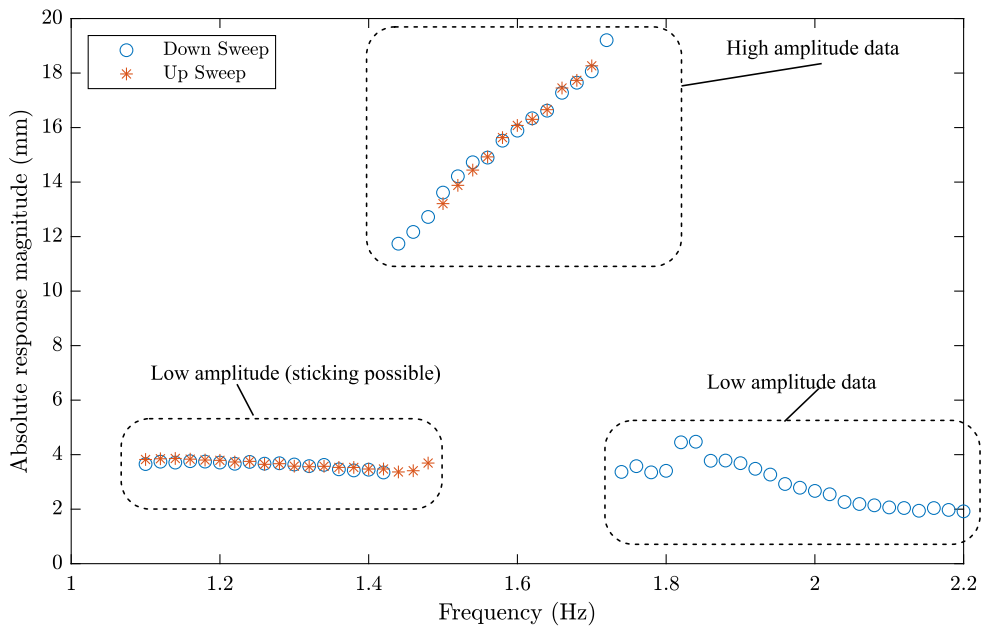 20
18
16
14
12
10
8
6
4
2
0
Absolute response magnitude (mm)
Down Sweep
Up Sweep
High amplitude data
Low amplitude (sticking possible)
Low amplitude data
1
1.2
1.4
1.6
1.8
2
2.2
Frequency (Hz)